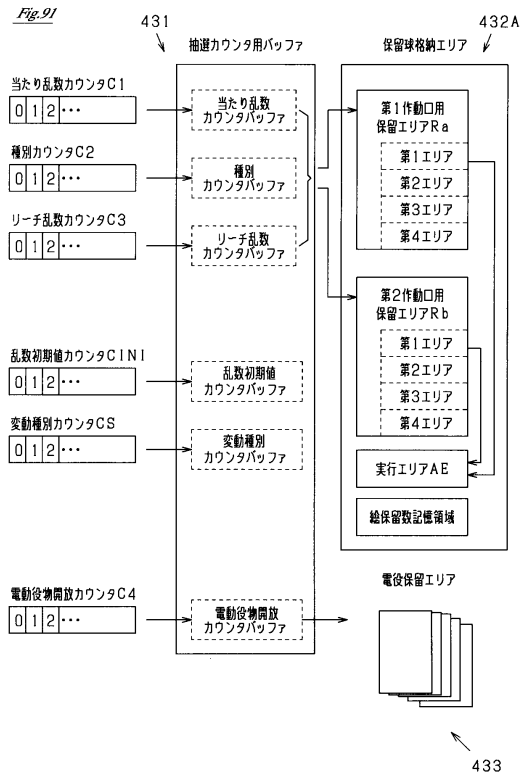 Fig.91
431
432A
抽選カウンタ用バッファ
保留球格納エリア
当たり乱数カウンタC1
0 1 2 ･･･
当たり乱数
カウンタバッファ
種別カウンタC2
0 1 2 ･･･
種別
カウンタバッファ
リーチ乱数カウンタC3
0 1 2 ･･･
リーチ乱数
カウンタバッファ
第1作動口用
保留エリアRa
第1エリア
第2エリア
第3エリア
第4エリア
第2作動口用
保留エリアRb
第1エリア
第2エリア
第3エリア
第4エリア
乱数初期値カウンタCINI
0 1 2 ･･･
乱数初期値
カウンタバッファ
変動種別カウンタCS
0 1 2 ･･･
変動種別
カウンタバッファ
実行エリアAE
絵保留数記憶領域
電動役物開放カウンタC4
0 1 2 ･･･
電動役物開放
カウンタバッファ
電役保留エリア
433